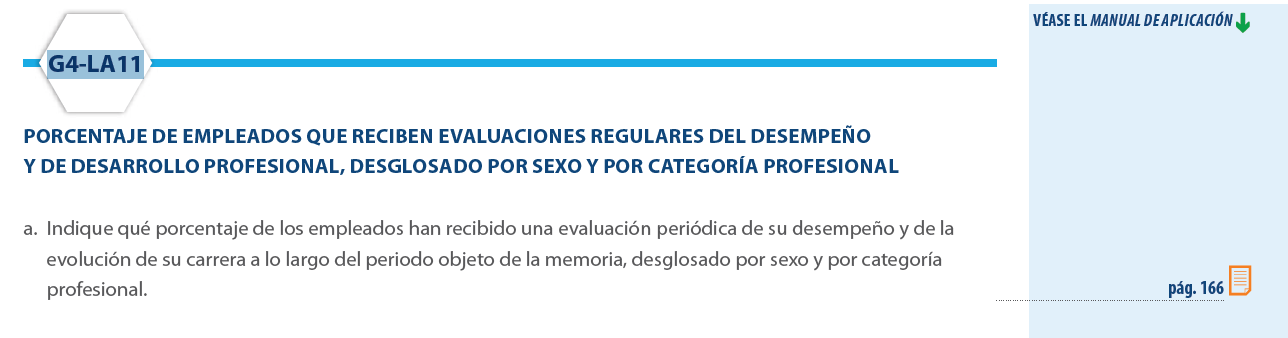 VÉASE EL MANUAL DE APLICACIÓN
G4-LA11
PORCENTAJE DE EMPLEADOS QUE RECIBEN EVALUACIONES REGULARES DEL DESEMPEÑO
Y DE DESARROLLO PROFESIONAL, DESGLOSADO POR SEXO Y POR CATEGORÍA PROFESIONAL
a. Indique qué porcentaje de los empleados han recibido una evaluación periódica de su desempeño y de la
evolución de su carrera a lo largo del periodo objeto de la memoria, desglosado por sexo y por categoría
profesional.
pág. 166